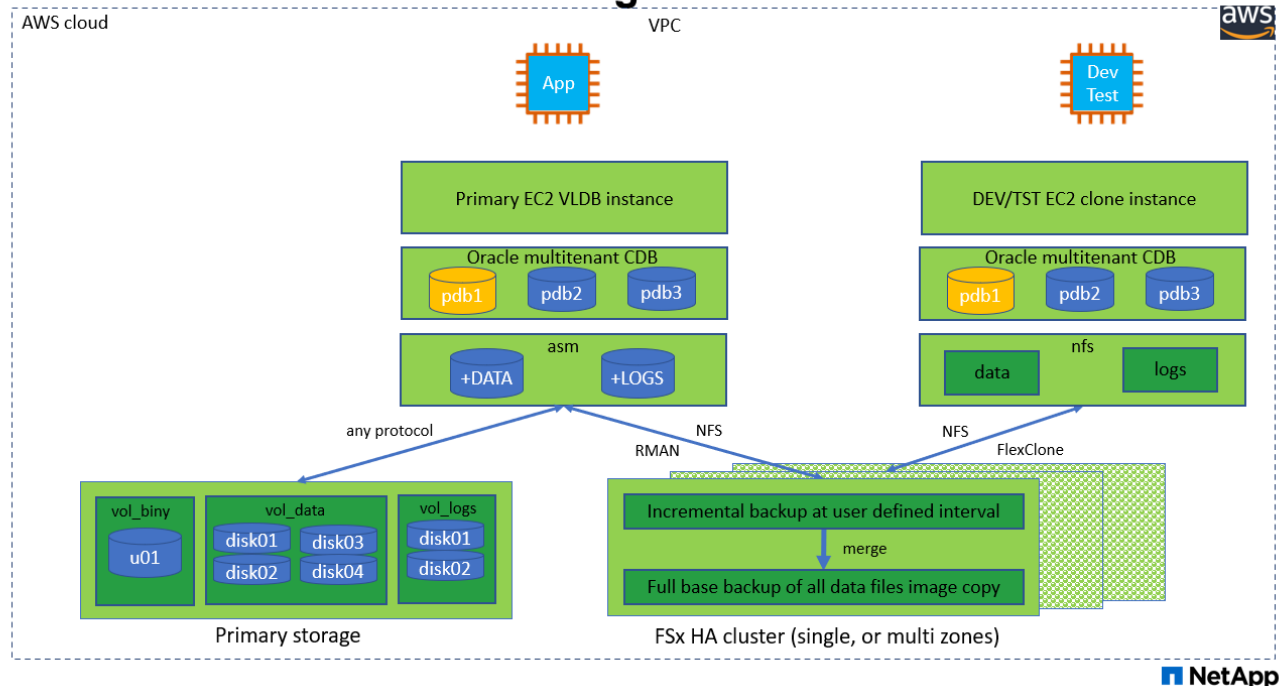 AWS cloud
VPC
aws
App
Dev
Test
Primary EC2 VLDB instance
DEV/TST EC2 clone instance
Oracle multitenant CDB
pdb1
pdb2
pdb3
Oracle multitenant CDB
pdb1
pdb2
pdb3
asm
+DATA
+LOGS
nfs
data
logs
any protocol
NFS
RMAN
NFS
FlexClone
vol_biny
u01
vol_data
disk01
disk03
disk02
disk04
vol_logs
disk01
disk02
Incremental backup at user defined interval
merge
Full base backup of all data files image copy
Primary storage
FSx HA cluster (single, or multi zones)
NetApp